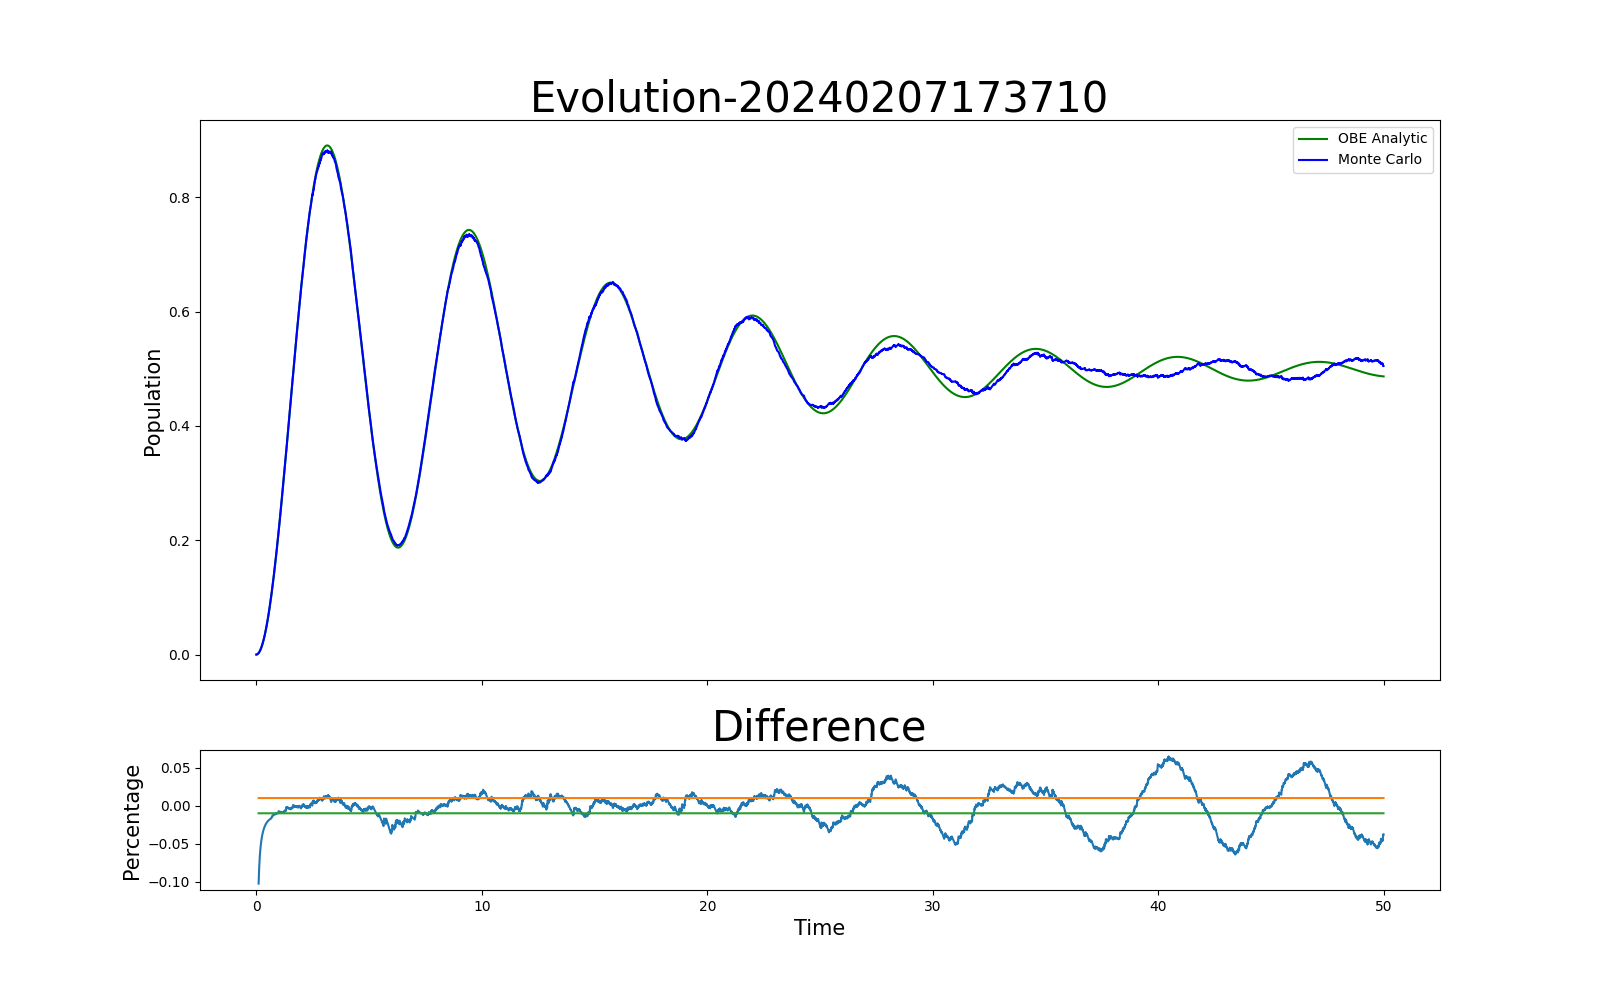 Evolution-20240207173710
OBE Analytic
Monte Carlo
0.8
0.6
0.4
0.2
0.0
Population
Difference
0.05
0.00
−0.05
−0.10
Percentage
0 10 20 30 40 50
Time